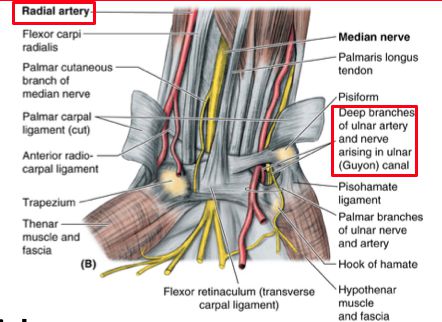 Radial artery
Flexor carpi
radialis
Palmar cutaneous
branch of
median nerve
Palmar carpal
ligament (cut)
Anterior radio-
carpal ligament
Trapezium
Thenar
muscle and
fascia
(B)
Median nerve
Palmaris longus
tendon
Pisiform
Deep branches
of ulnar artery
and nerve
arising in ulnar
(Guyon) canal
Pisohamate
ligament
Palmar branches
of ulnar nerve
and artery
Hook of hamate
Hypothenar
muscle
and fascia
Flexor retinaculum (transverse
carpal ligament)